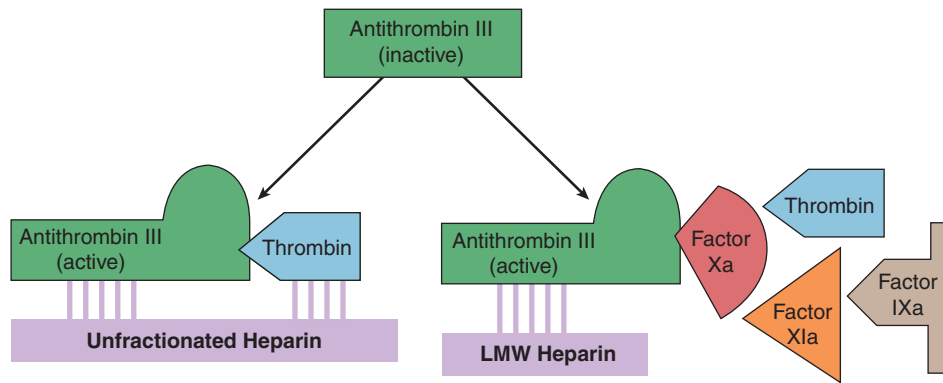 Antithrombin III
(inactive)
Antithrombin III
(active)
Thrombin
Unfractionated Heparin
Antithrombin III
(active)
Factor
Xa
Thrombin
Factor
XIa
Factor
IXa
LMW Heparin